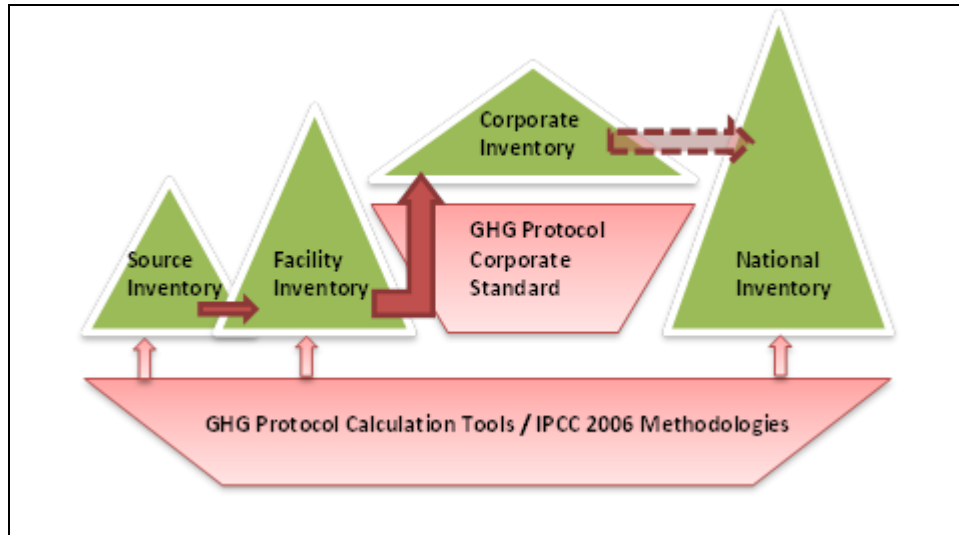 Corporate
Inventory
GHG Protocol
Corporate
Standard
Source
Inventory
Facility
Inventory
National
Inventory
GHG Protocol Calculation Tools / IPCC 2006 Methodologies